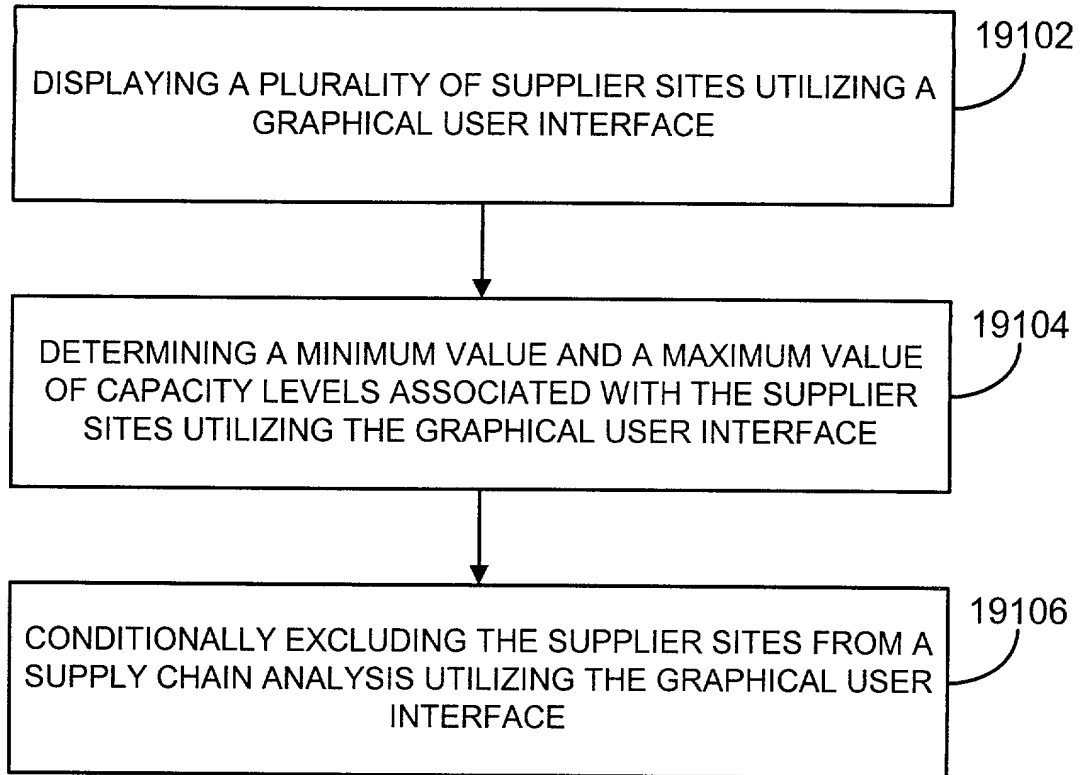 19102
DISPLAYING A PLURALITY OF SUPPLIER SITES UTILIZING A
GRAPHICAL USER INTERFACE
19104
DETERMINING A MINIMUM VALUE AND A MAXIMUM VALUE
OF CAPACITY LEVELS ASSOCIATED WITH THE SUPPLIER
SITES UTILIZING THE GRAPHICAL USER INTERFACE
19106
CONDITIONALLY EXCLUDING THE SUPPLIER SITES FROM A
SUPPLY CHAIN ANALYSIS UTILIZING THE GRAPHICAL USER
INTERFACE